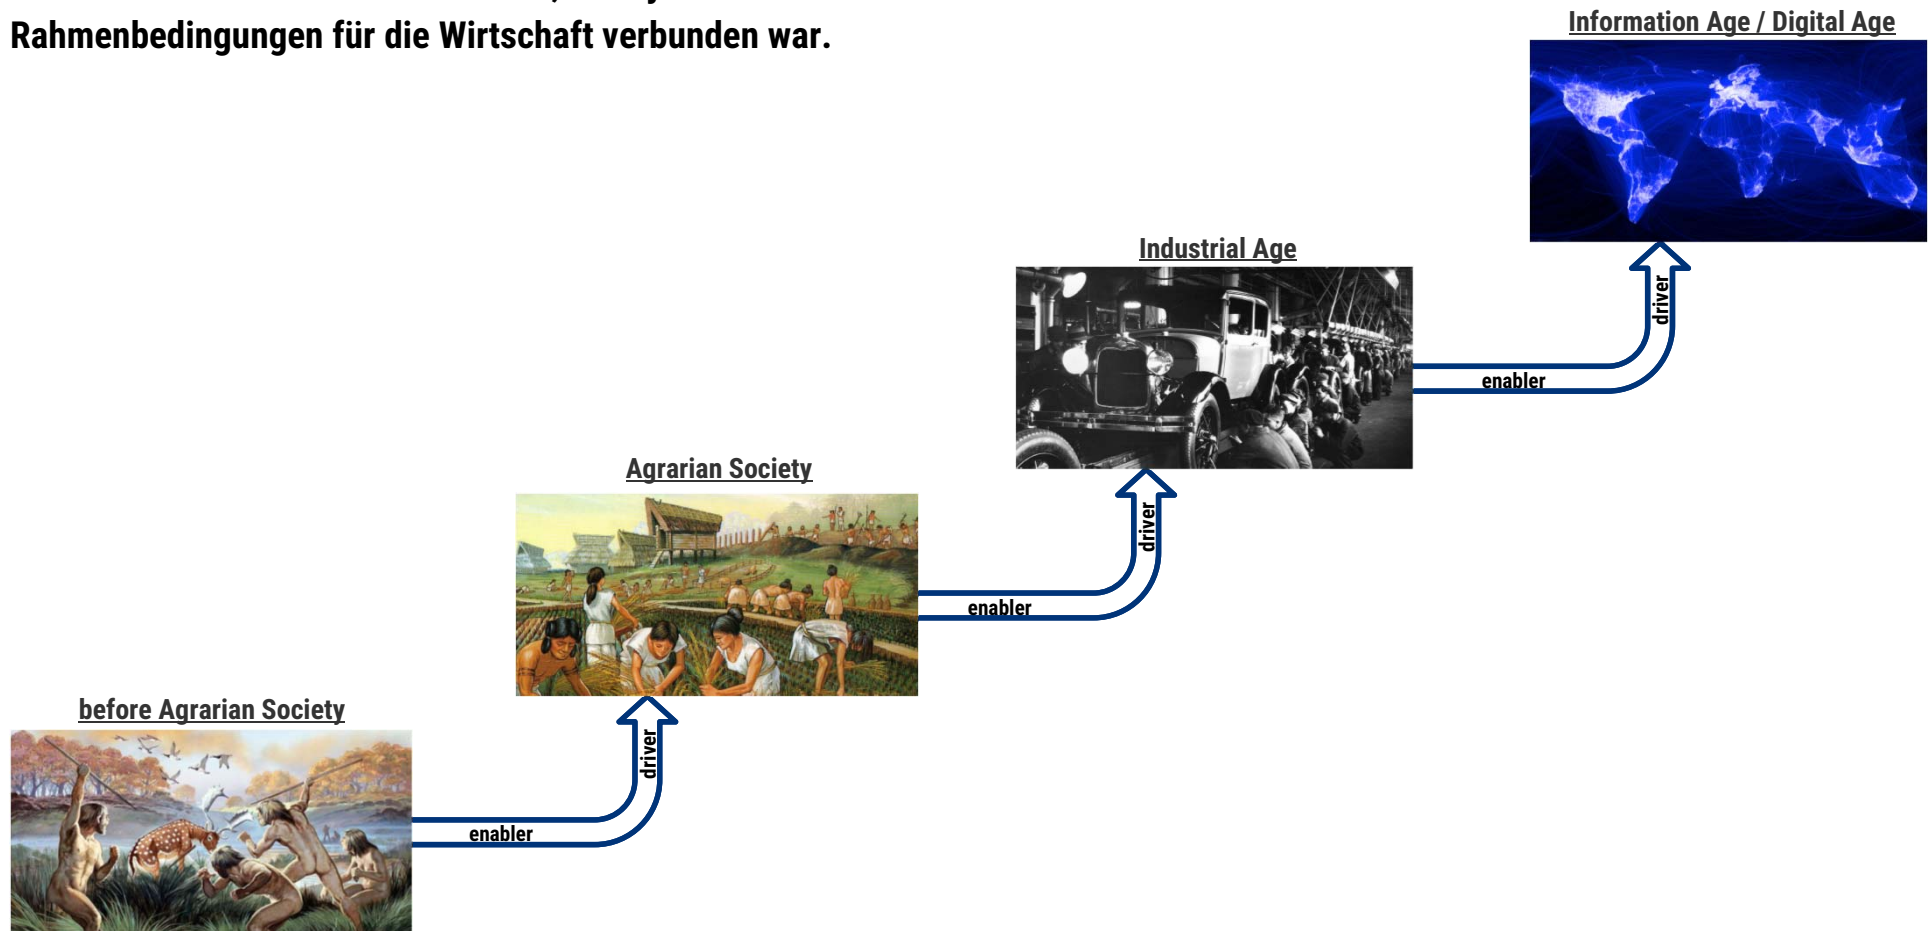 Rahmenbedingungen für die Wirtschaft verbunden war.
Information Age / Digital Age
driver
enabler
Industrial Age
driver
enabler
Agrarian Society
driver
enabler
before Agrarian Society